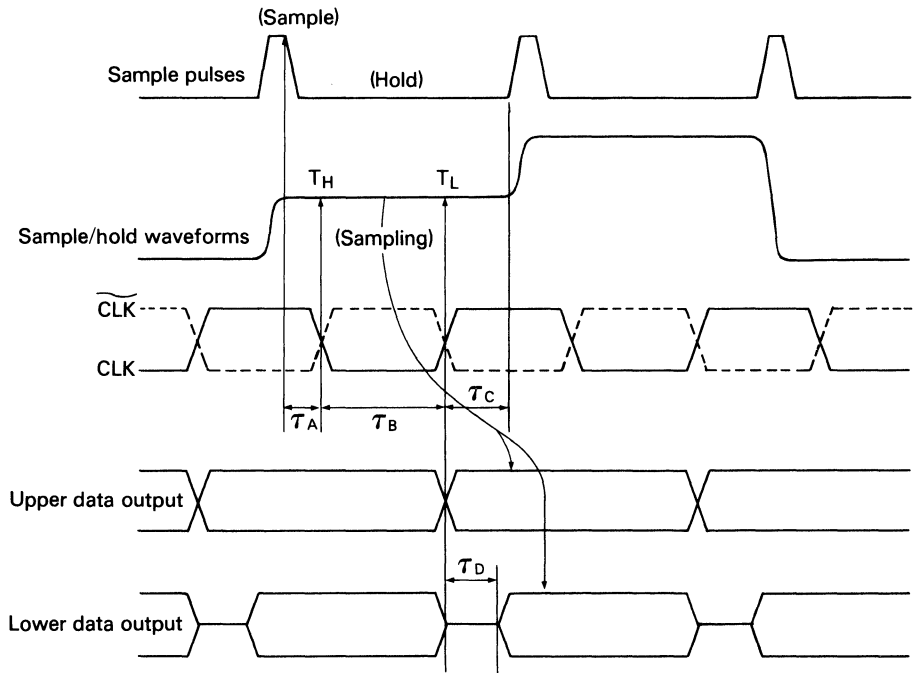 (Sample)
Sample pulses
(Hold)
T_H
T_L
Sample/hold waveforms
(Sampling)
C͠L͠K͠
CLK
τ_A
τ_B
τ_C
Upper data output
τ_D
Lower data output